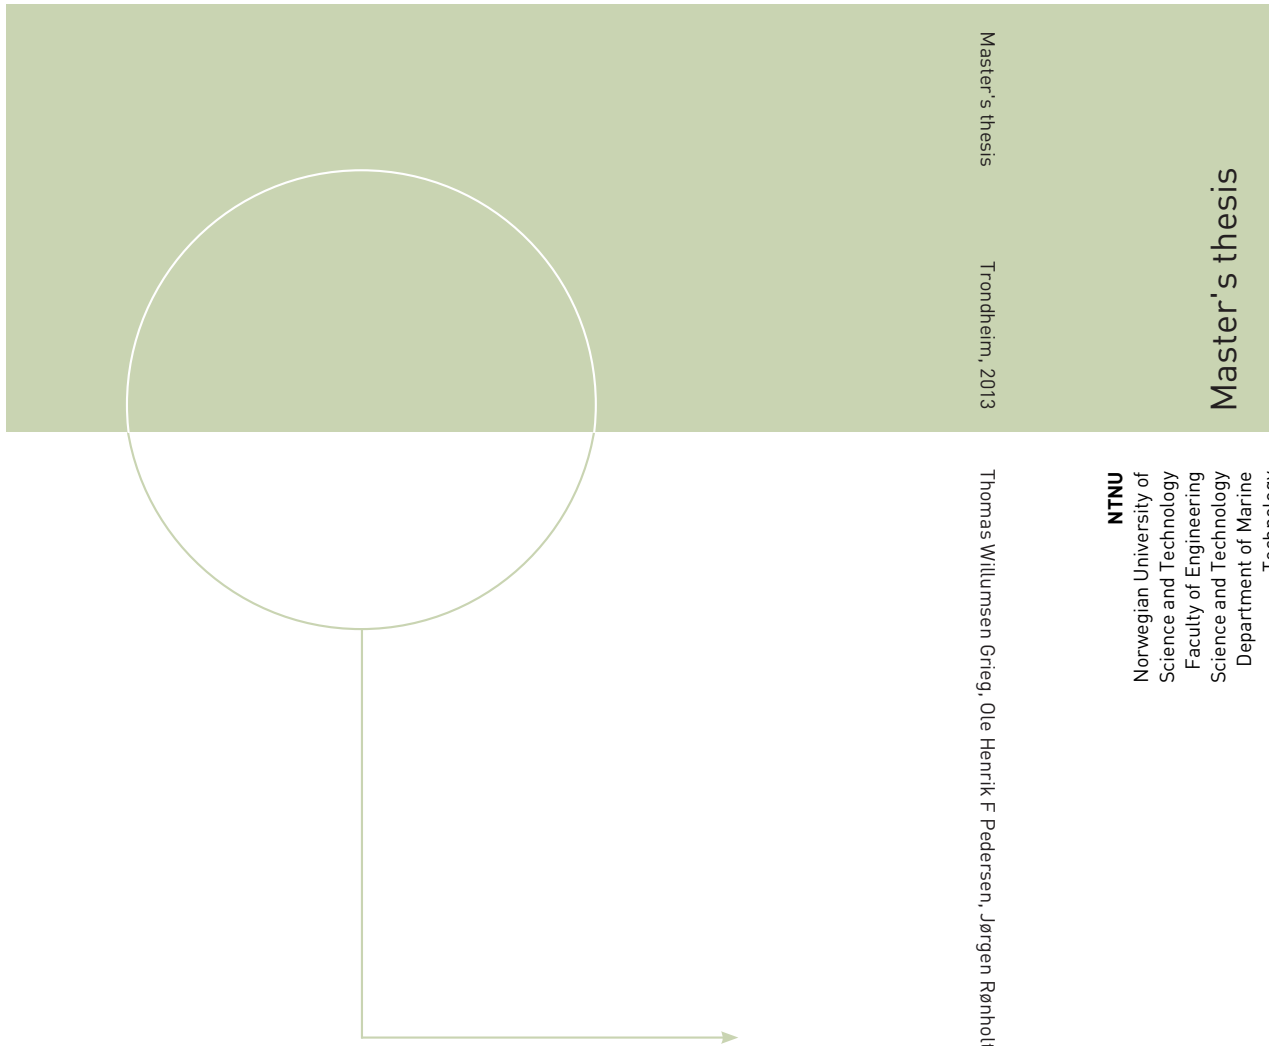 Master's thesis
Trondheim, 2013
Thomas Willumsen Grieg, Ole Henrik F Pedersen, Jørgen Rønholt
Master's thesis
NTNU
Norwegian University of
Science and Technology
Faculty of Engineering
Science and Technology
Department of Marine